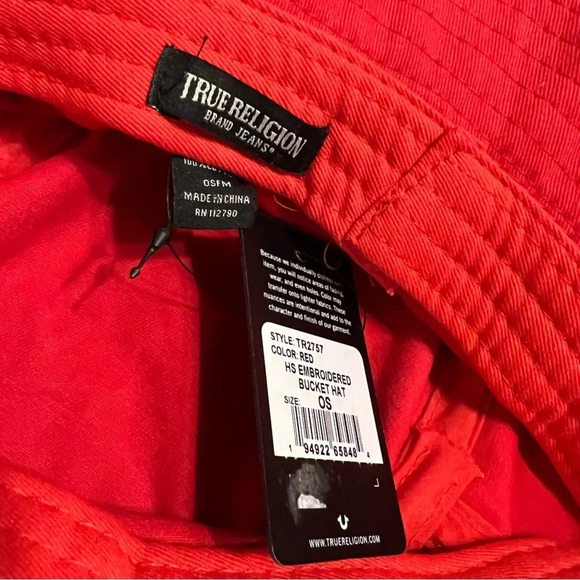 TRUE RELIGION
BRAND JEANS®
100% COTTON
OSFM
MADE IN CHINA
RN 112790
Because we individually distress each
item, you will notice areas of fading,
wear, and even holes. Color may
transfer onto lighter fabrics. These
nuances are intentional and add to the
character and finish of our garment.
STYLE: TR2757
COLOR: RED
HS EMBROIDERED
BUCKET HAT
SIZE: OS
1 94922 65848 4
WWW.TRUERELIGION.COM